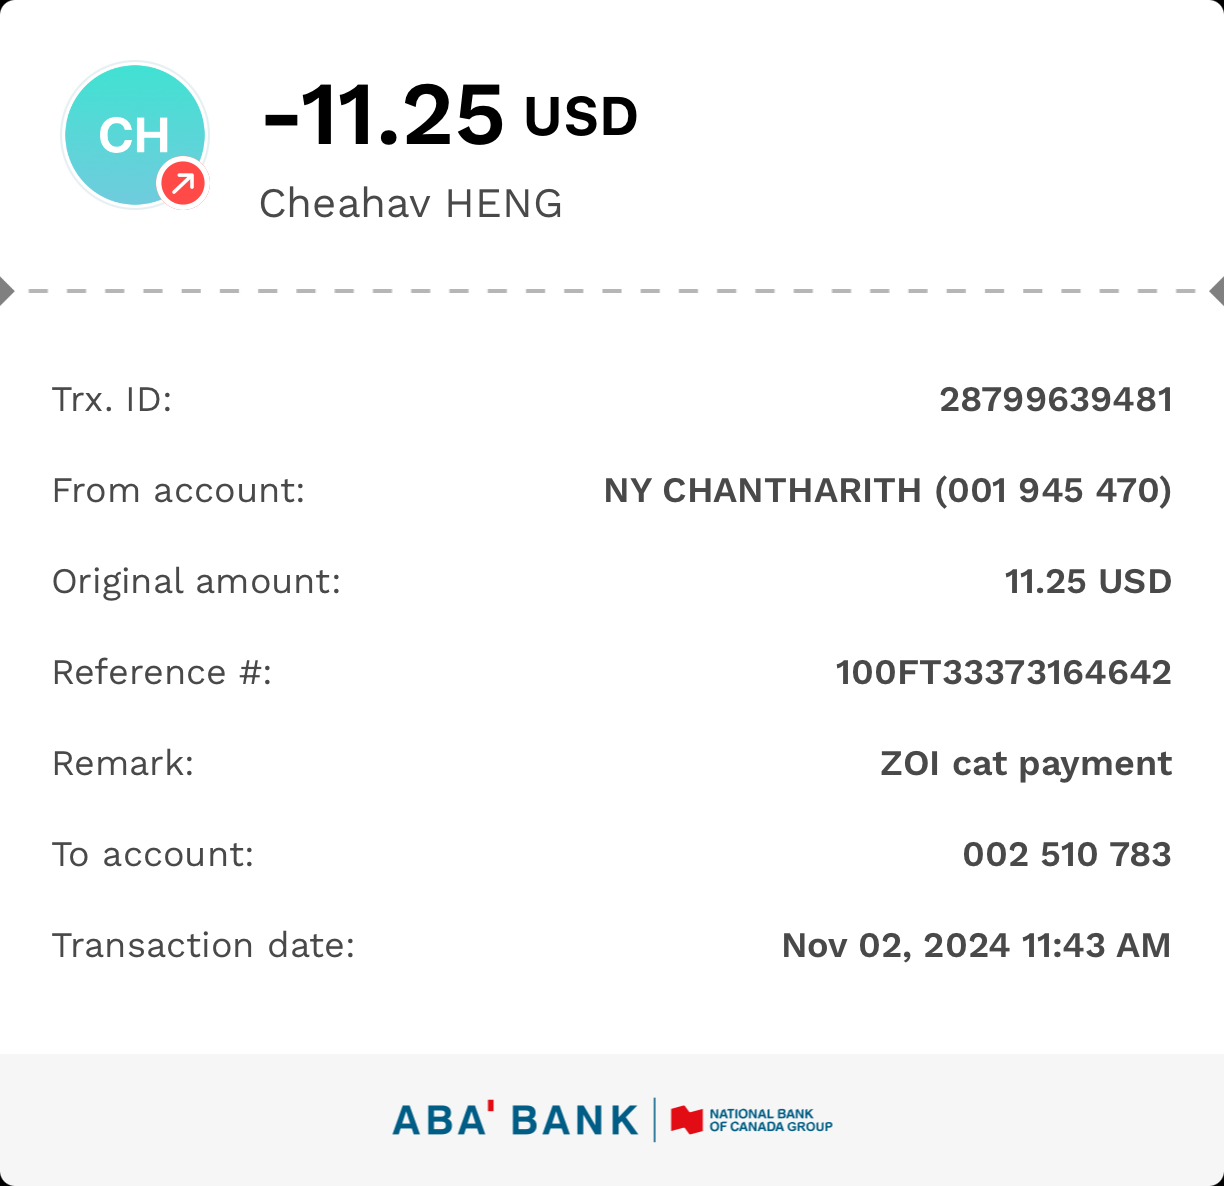 CH
-11.25 USD
Cheahav HENG
Trx. ID: 28799639481
From account: NY CHANTHARITH (001 945 470)
Original amount: 11.25 USD
Reference #: 100FT33373164642
Remark: ZOI cat payment
To account: 002 510 783
Transaction date: Nov 02, 2024 11:43 AM
ABA' BANK
NATIONAL BANK
OF CANADA GROUP